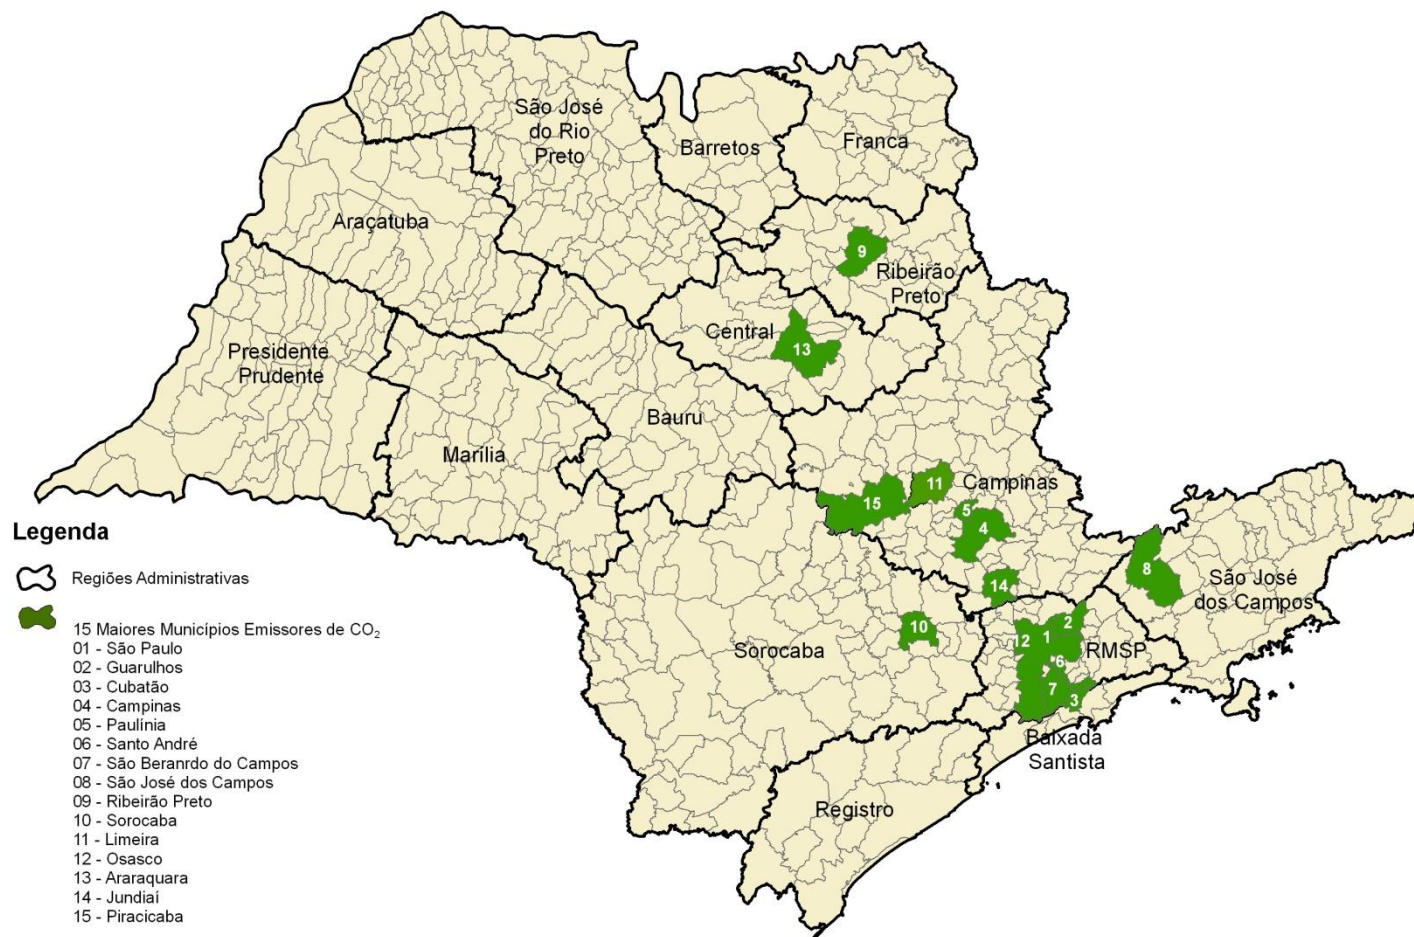 São José
do Rio
Preto
Barretos
Franca
Araçatuba
9
Ribeirão
Preto
Central
13
Presidente
Prudente
Bauru
Marília
Campinas
11
15
5
4
14
8
São José
dos Campos
10
Sorocaba
12
1
2
RMSP
6
7
3
Baixada
Santista
Registro
Legenda
Regiões Administrativas
15 Maiores Municípios Emissores de CO₂
01 - São Paulo
02 - Guarulhos
03 - Cubatão
04 - Campinas
05 - Paulínia
06 - Santo André
07 - São Beranrdo do Campos
08 - São José dos Campos
09 - Ribeirão Preto
10 - Sorocaba
11 - Limeira
12 - Osasco
13 - Araraquara
14 - Jundiaí
15 - Piracicaba